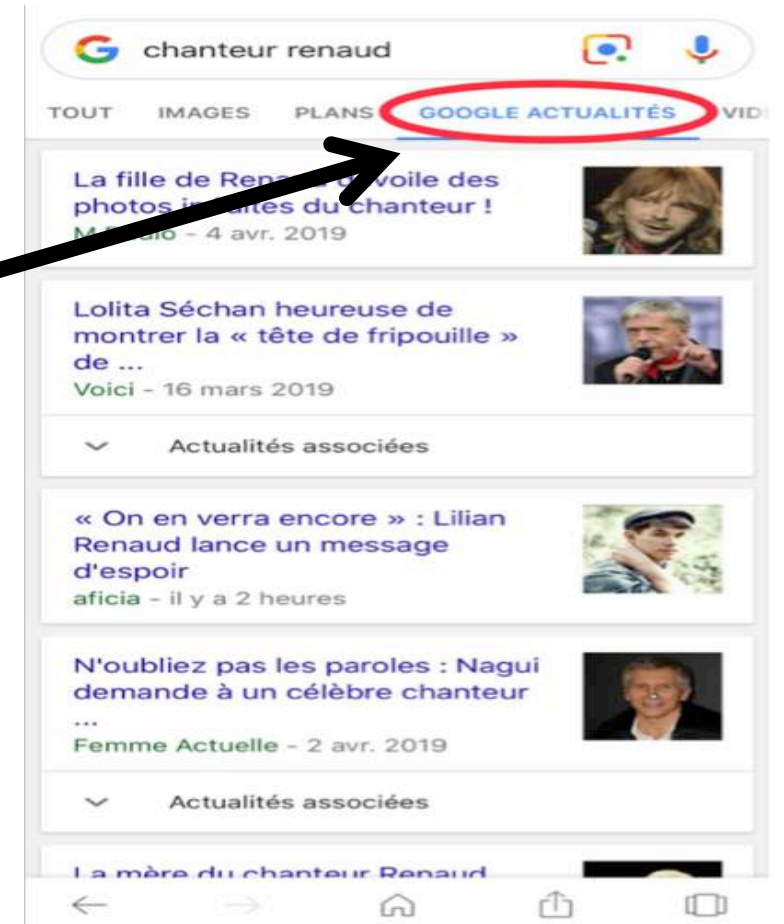 chanteur renaud
TOUT IMAGES PLANS GOOGLE ACTUALITÉS VID
La fille de voile des
photos du chanteur !
- 4 avr. 2019
Lolita Séchan heureuse de
montrer la « tête de fripouille »
de ...
Voici - 16 mars 2019
Actualités associées
« On en verra encore » : Lilian
Renaud lance un message
d'espoir
aficia - il y a 2 heures
N'oubliez pas les paroles : Nagui
demande à un célèbre chanteur
...
Femme Actuelle - 2 avr. 2019
Actualités associées
La mère du chanteur Renaud